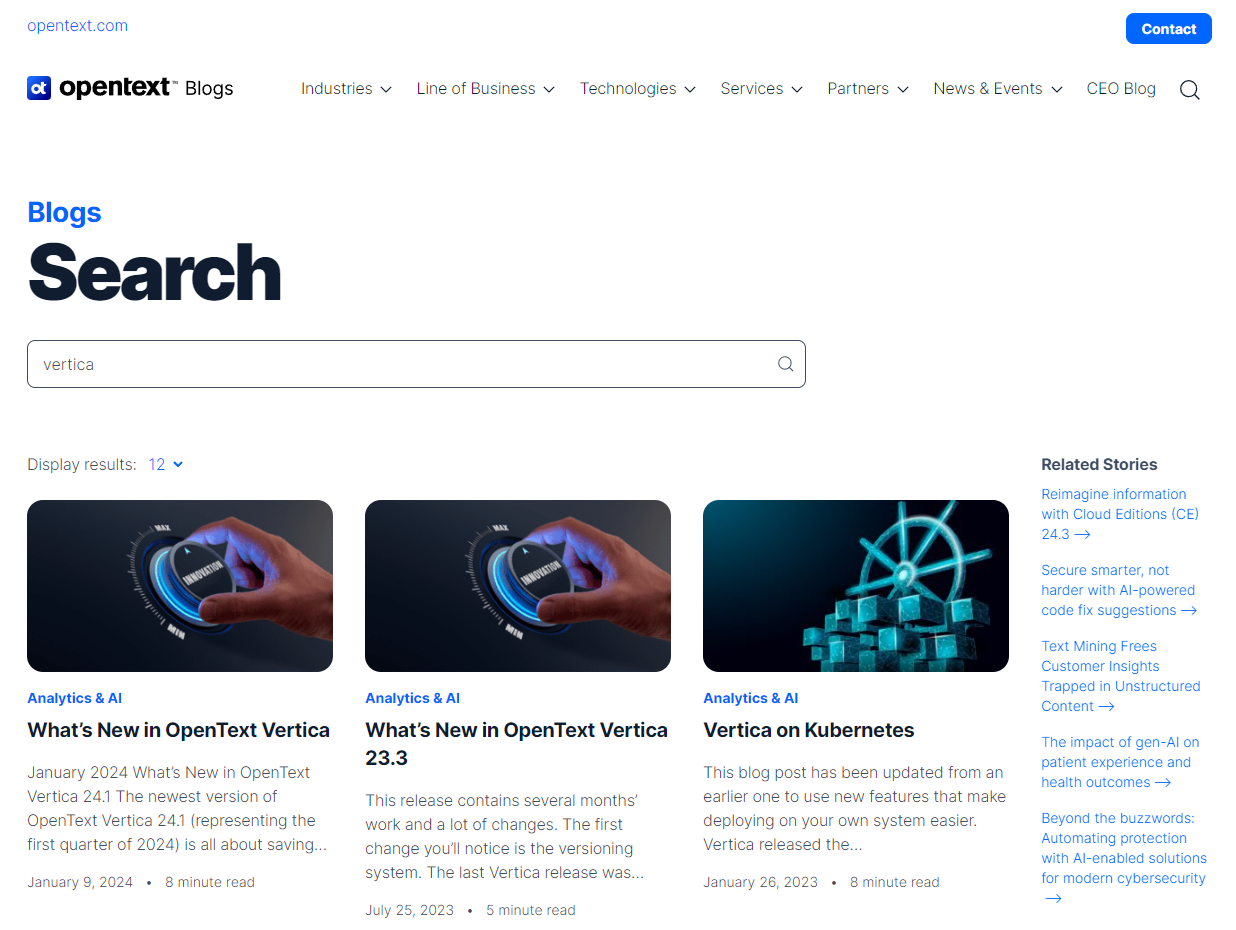 opentext.com
Contact
ot opentext™ Blogs
Industries Line of Business Technologies Services Partners News & Events CEO Blog
Blogs
Search
vertica
Display results: 12
MAX
INNOVATION
MIN
Analytics & AI
What’s New in OpenText Vertica
January 2024 What’s New in OpenText
Vertica 24.1 The newest version of
OpenText Vertica 24.1 (representing the
first quarter of 2024) is all about saving...
January 9, 2024 • 8 minute read
MAX
INNOVATION
MIN
Analytics & AI
What’s New in OpenText Vertica
23.3
This release contains several months’
work and a lot of changes. The first
change you’ll notice is the versioning
system. The last Vertica release was...
July 25, 2023 • 5 minute read
Analytics & AI
Vertica on Kubernetes
This blog post has been updated from an
earlier one to use new features that make
deploying on your own system easier.
Vertica released the...
January 26, 2023 • 8 minute read
Related Stories
Reimagine information
with Cloud Editions (CE)
24.3 →
Secure smarter, not
harder with AI-powered
code fix suggestions →
Text Mining Frees
Customer Insights
Trapped in Unstructured
Content →
The impact of gen-AI on
patient experience and
health outcomes →
Beyond the buzzwords:
Automating protection
with AI-enabled solutions
for modern cybersecurity
→